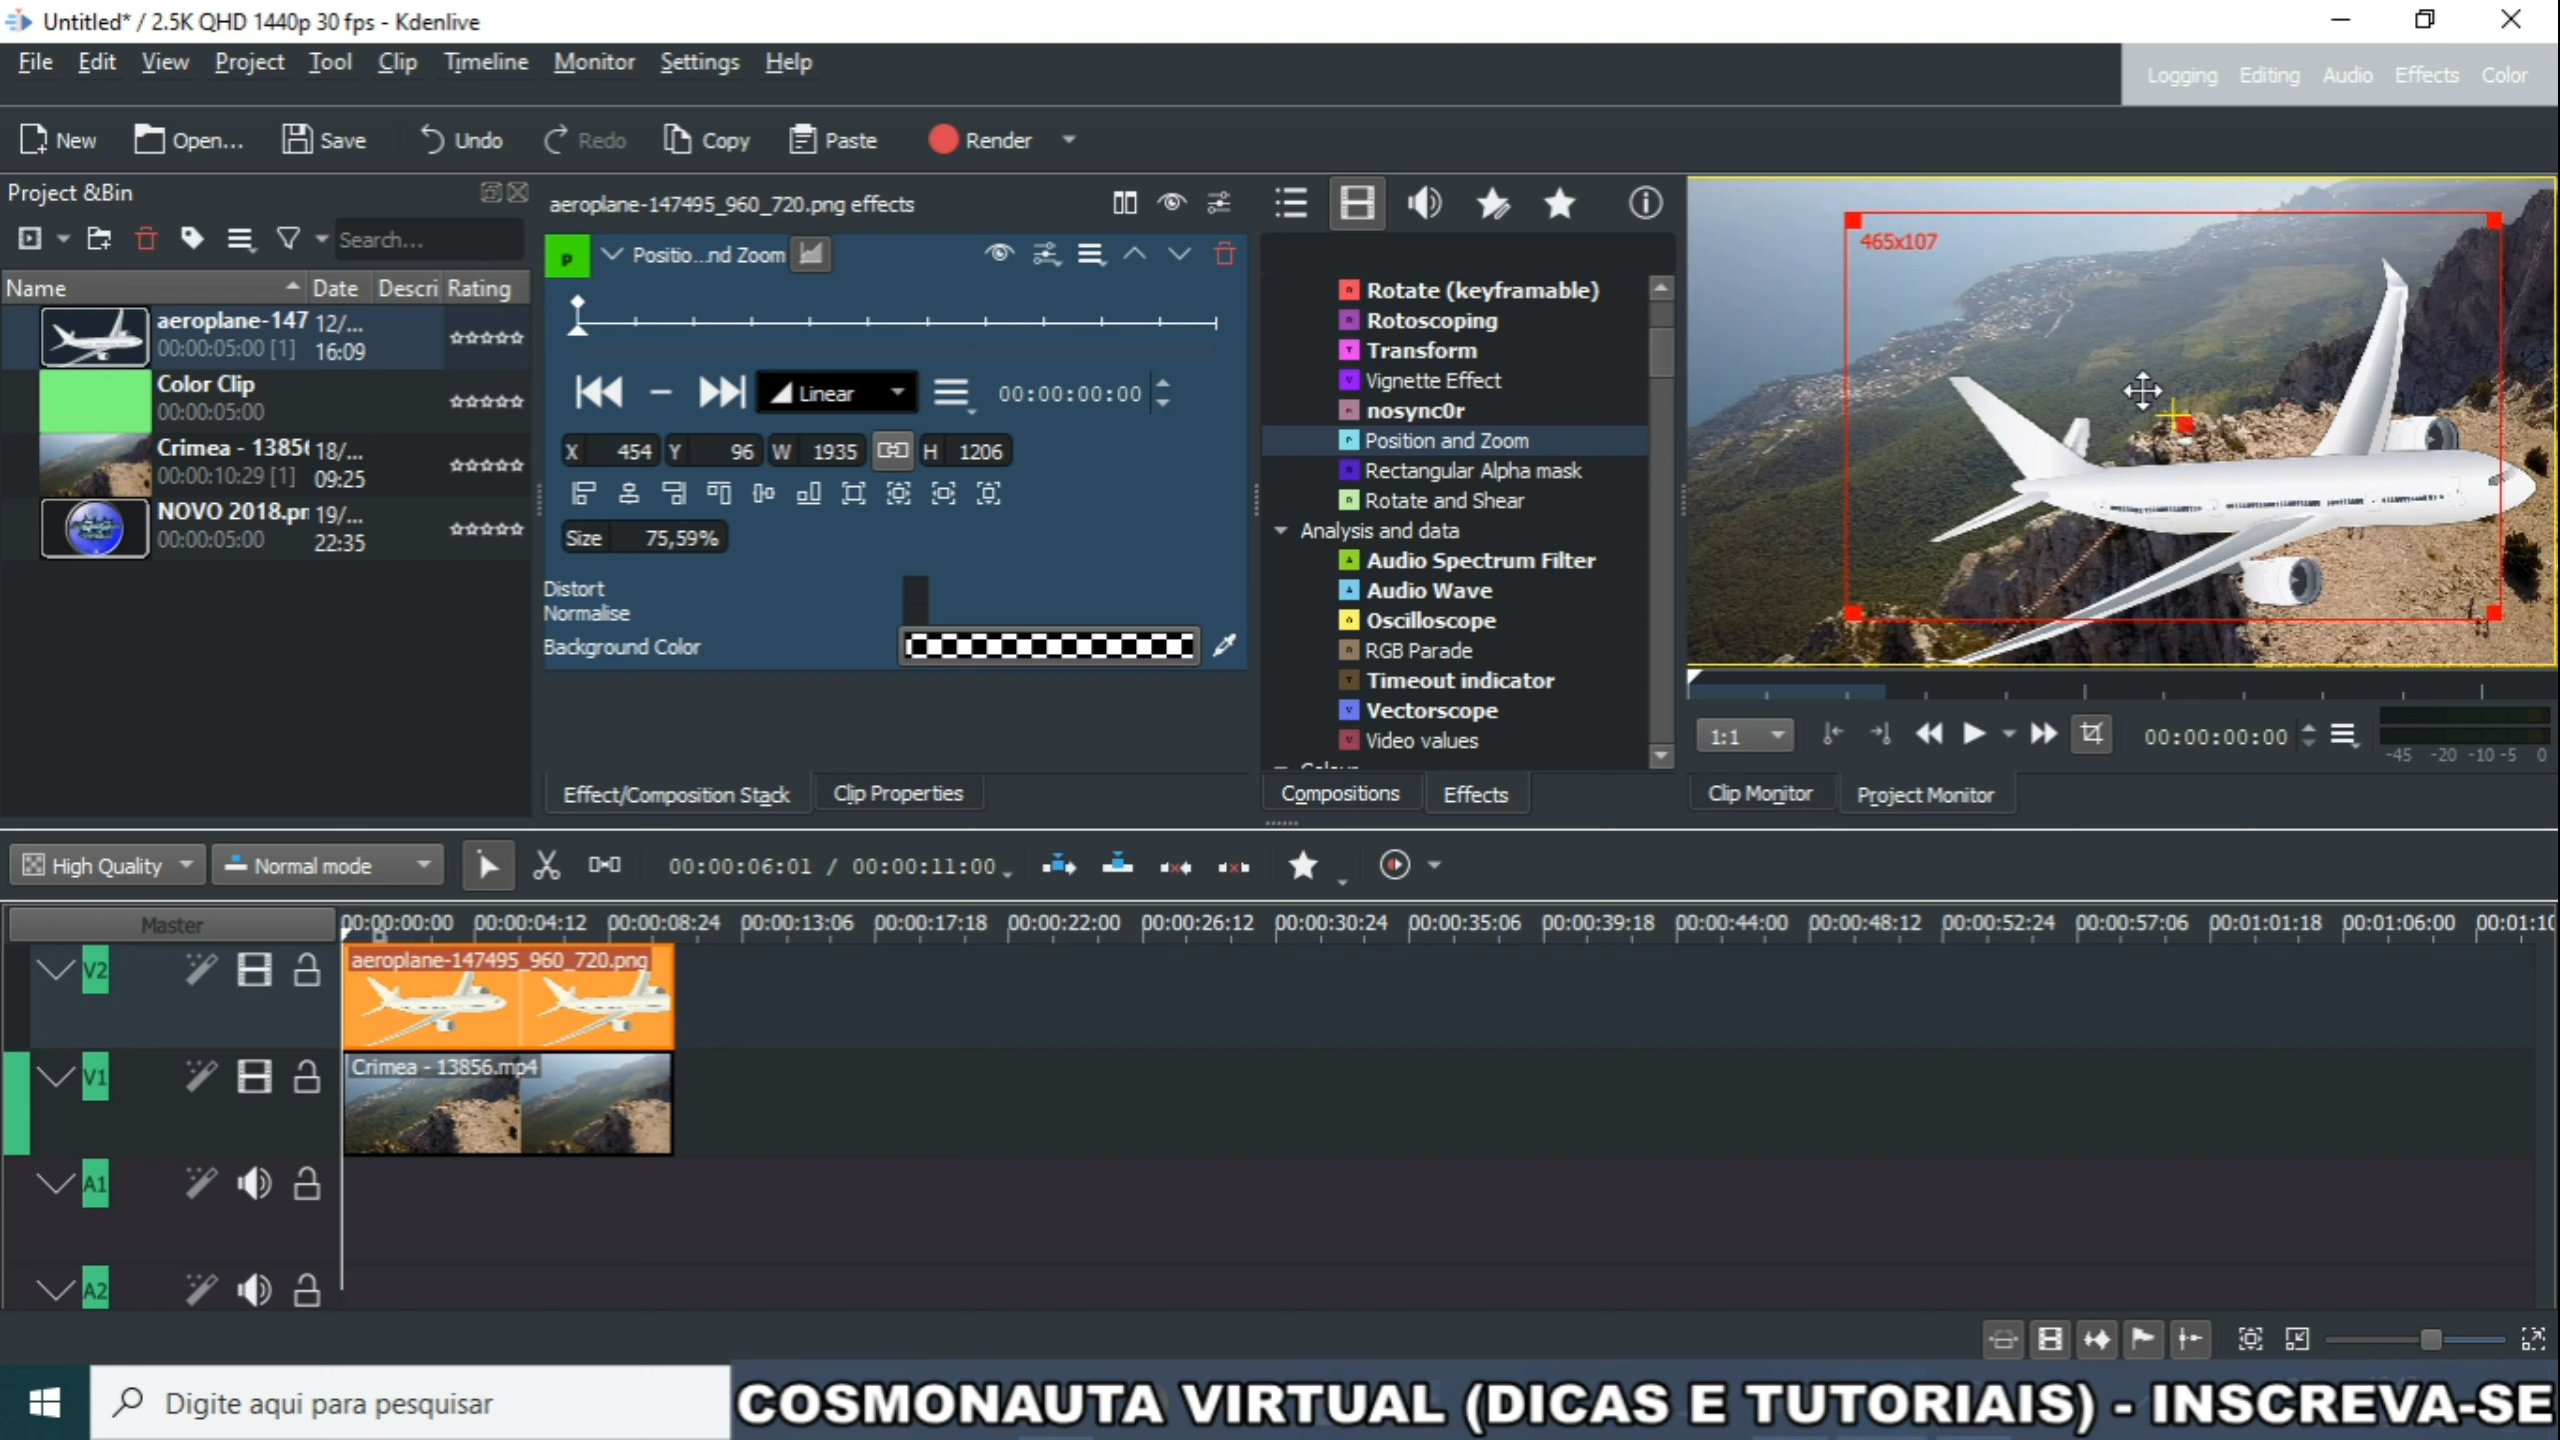 Untitled* / 2.5K QHD 1440p 30 fps - Kdenlive
File Edit View Project Tool Clip Timeline Monitor Settings Help
Logging Editing Audio Effects Color
New Open... Save Undo Redo Copy Paste Render
Project &Bin
Search...
Name Date Descri Rating
aeroplane-147 12/...
00:00:05:00 [1] 16:09
Color Clip
00:00:05:00
Crimea - 1385 18/...
00:00:10:29 [1] 09:25
NOVO 2018.pr 19/...
00:00:05:00 22:35
aeroplane-147495_960_720.png effects
Positio...nd Zoom
Linear 00:00:00:00
X 454 Y 96 W 1935 H 1206
Size 75,59%
Distort
Normalise
Background Color
Effect/Composition Stack Clip Properties
Rotate (keyframable)
Rotoscoping
Transform
Vignette Effect
nosync0r
Position and Zoom
Rectangular Alpha mask
Rotate and Shear
Analysis and data
Audio Spectrum Filter
Audio Wave
Oscilloscope
RGB Parade
Timeout indicator
Vectorscope
Video values
Compositions Effects
465x107
1:1 00:00:00:00
-45 -20 -10 -5 0
Clip Monitor Project Monitor
High Quality Normal mode 00:00:06:01 / 00:00:11:00
Master 00:00:00:00 00:00:04:12 00:00:08:24 00:00:13:06 00:00:17:18 00:00:22:00 00:00:26:12 00:00:30:24 00:00:35:06 00:00:39:18 00:00:44:00 00:00:48:12 00:00:52:24 00:00:57:06 00:01:01:18 00:01:06:00 00:01:10
V2 aeroplane-147495_960_720.png
V1 Crimea - 13856.mp4
A1
A2
Digite aqui para pesquisar
COSMONAUTA VIRTUAL (DICAS E TUTORIAIS) - INSCREVA-SE